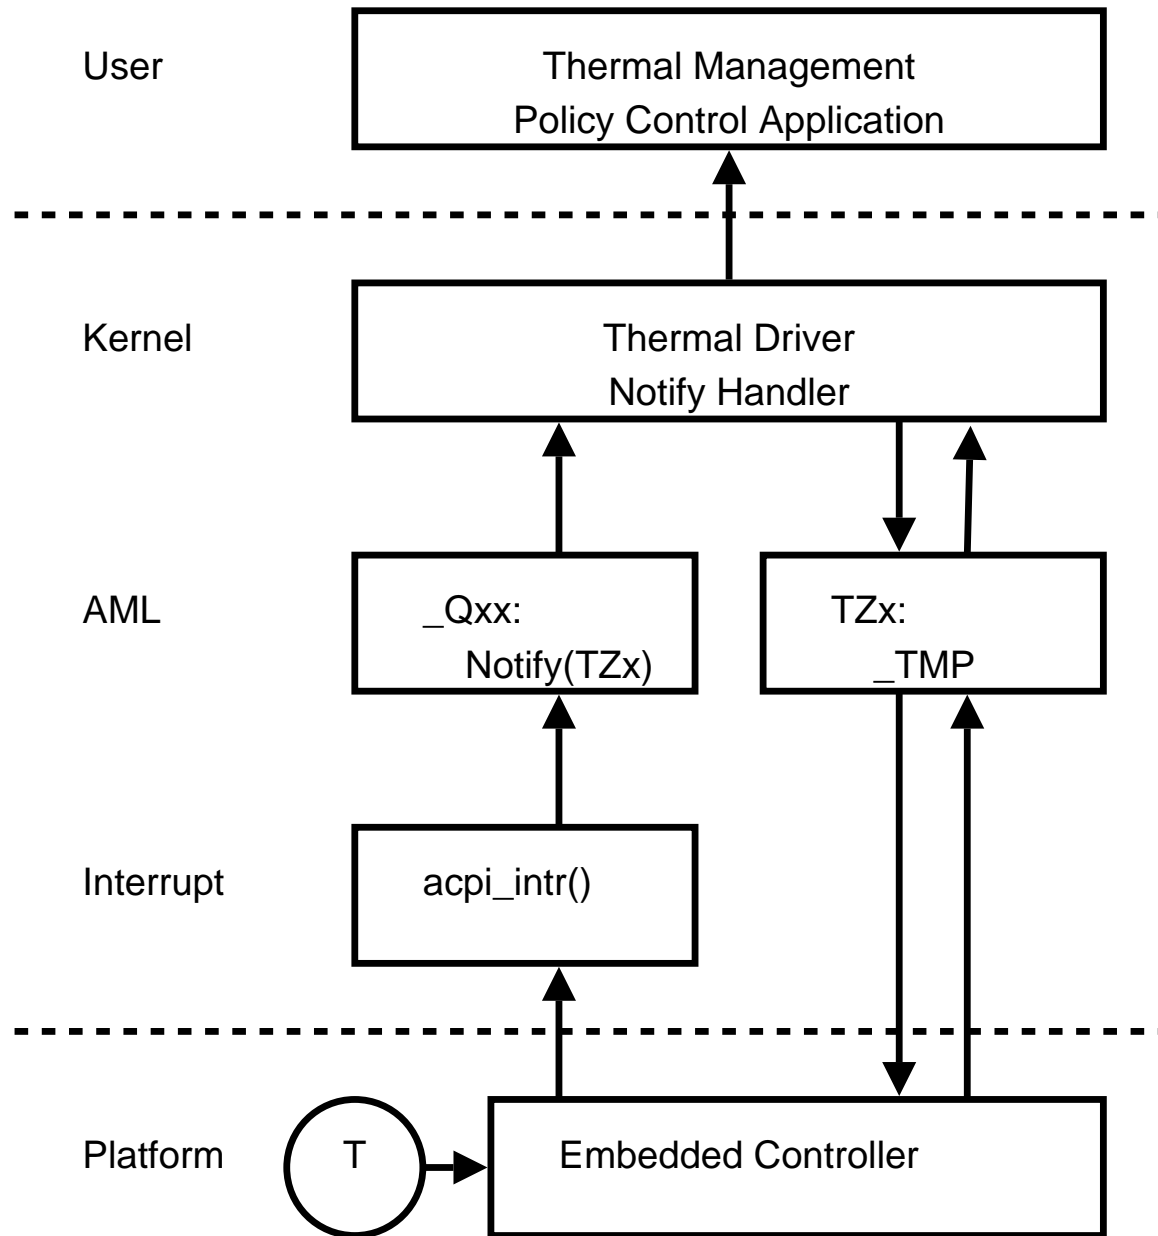 User
Thermal Management
Policy Control Application
Kernel
Thermal Driver
Notify Handler
AML
_Qxx:
Notify(TZx)
TZx:
_TMP
Interrupt
acpi_intr()
Platform
T
Embedded Controller